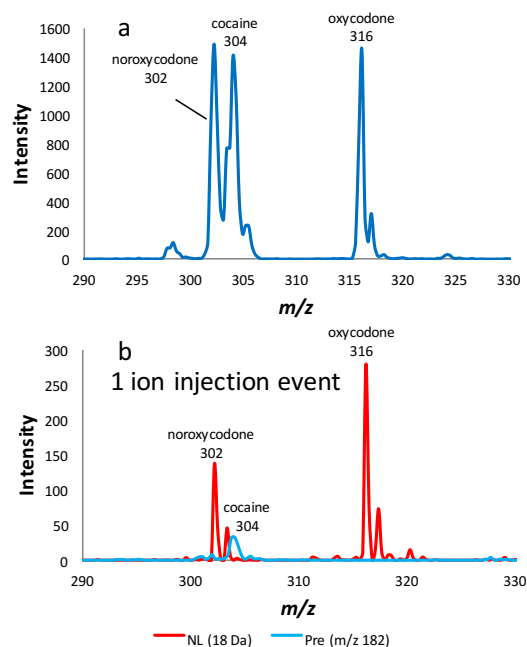 a
cocaine
304
oxycodone
316
noroxycodone
302
Intensity
1600
1400
1200
1000
800
600
400
200
0
290 295 300 305 310 315 320 325 330
m/z
b
1 ion injection event
oxycodone
316
noroxycodone
302
cocaine
304
Intensity
300
250
200
150
100
50
0
290 300 310 320 330
m/z
NL (18 Da) Pre (m/z 182)